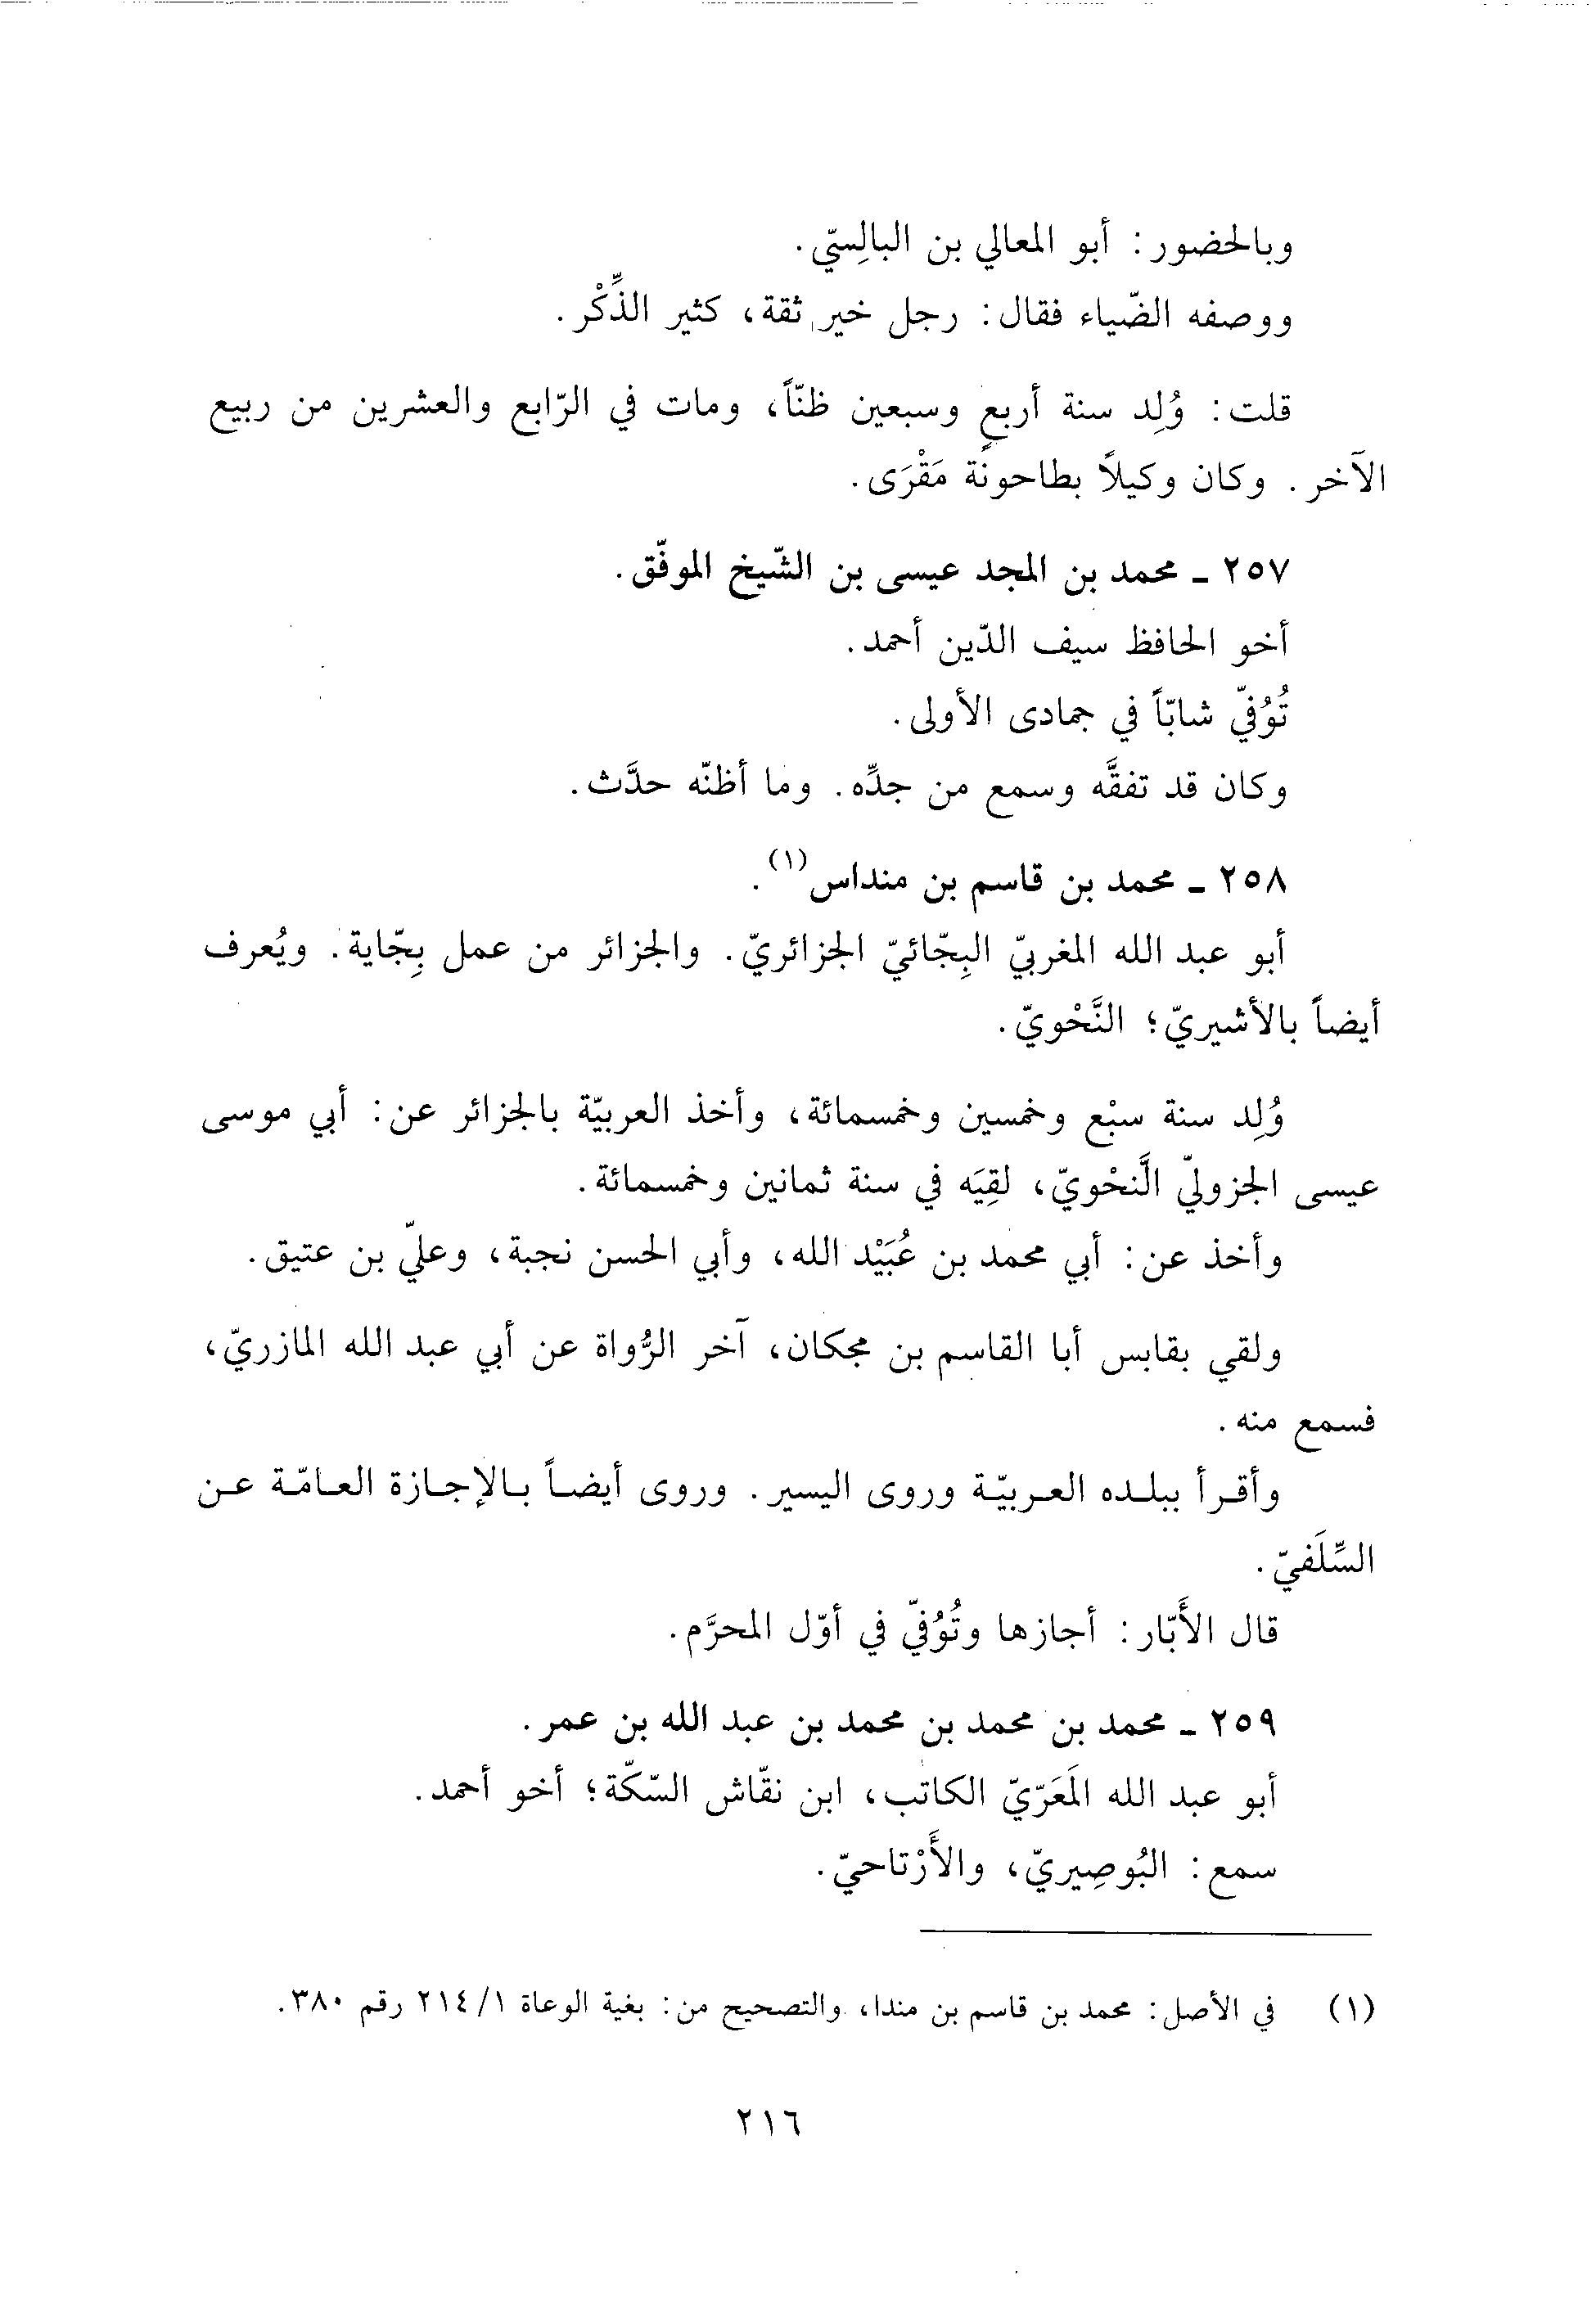 وبالحضور: أبو المعالي بن البالِسيّ.
ووصفه الضّياء فقال: رجل خير ثقة، كثير الذِّكْر.
قلت: وُلِد سنة أربعٍ وسبعين ظنّاً، ومات في الرّابع والعشرين من ربيع
الآخر. وكان وكيلاً بطاحونة مَقْرَى.
٢٥٧ ـ محمد بن المجد عيسى بن الشّيخ الموفّق.
أخو الحافظ سيف الدّين أحمد.
تُوُفيّ شابّاً في جمادى الأولى.
وكان قد تفقَّه وسمع من جدِّه. وما أظنّه حدَّث.
٢٥٨ ـ محمد بن قاسم بن منداس(١).
أبو عبد الله المغربيّ البِجّائيّ الجزائريّ. والجزائر من عمل بِجّاية. ويُعرف
أيضاً بالأشيريّ؛ النَّحْويّ.
وُلِد سنة سبْع وخمسين وخمسمائة، وأخذ العربيّة بالجزائر عن: أبي موسى
عيسى الجزوليّ النَّحْويّ، لقِيَه في سنة ثمانين وخمسمائة.
وأخذ عن: أبي محمد بن عُبَيْد الله، وأبي الحسن نجبة، وعليّ بن عتيق.
ولقي بقابس أبا القاسم بن مجكان، آخر الرُّواة عن أبي عبد الله المازريّ،
فسمع منه.
وأقرأ ببلده العربيّة وروى اليسير. وروى أيضاً بالإجازة العامّة عن
السِّلَفيّ.
قال الأَبّار: أجازها وتُوُفيّ في أوّل المحرَّم.
٢٥٩ ـ محمد بن محمد بن محمد بن عبد الله بن عمر.
أبو عبد الله المَعَرّيّ الكاتب، ابن نقّاش السّكّة؛ أخو أحمد.
سمع: البُوصِيريّ، والأَرْتاحيّ.
(١) في الأصل: محمد بن قاسم بن مندا، والتصحيح من: بغية الوعاة ٢١٤/١ رقم ٣٨٠.
٢١٦